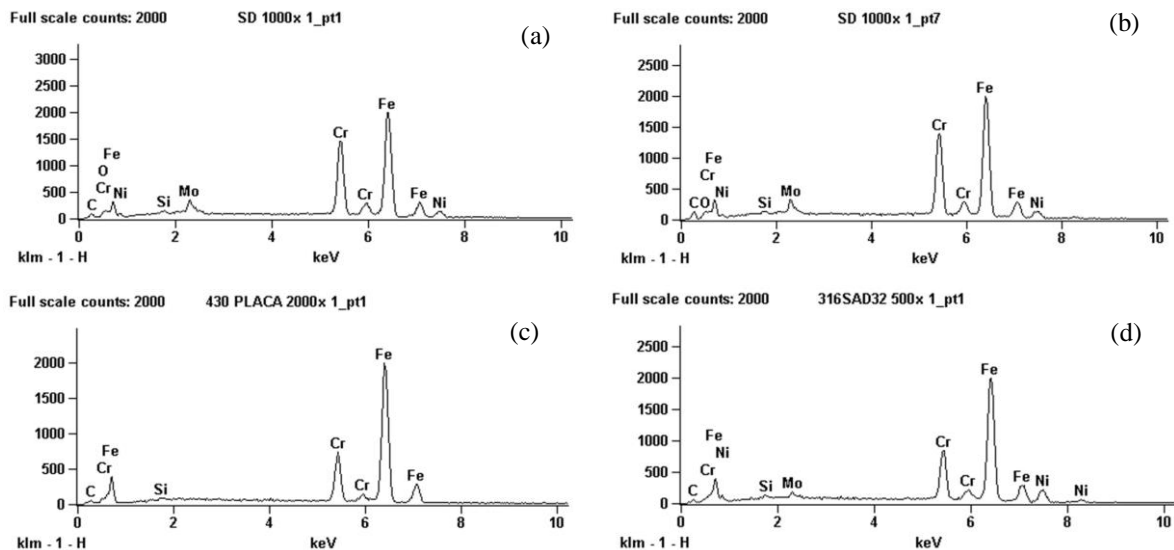 Full scale counts: 2000 SD 1000x 1_pt1
(a)
3000
2500
2000
1500
1000
500
0
Fe
O
Cr
C
Ni
Si
Mo
Cr
Cr
Fe
Fe
Ni
0 2 4 6 8 10
klm - 1 - H keV
Full scale counts: 2000 SD 1000x 1_pt7
(b)
2500
2000
1500
1000
500
0
Fe
Cr
Ni
C O
Si
Mo
Cr
Cr
Fe
Fe
Ni
0 2 4 6 8 10
klm - 1 - H keV
Full scale counts: 2000 430 PLACA 2000x 1_pt1
(c)
2000
1500
1000
500
0
Fe
Cr
C
Si
Cr
Cr
Fe
Fe
0 2 4 6 8 10
klm - 1 - H keV
Full scale counts: 2000 316SAD32 500x 1_pt1
(d)
2500
2000
1500
1000
500
0
Fe
Ni
Cr
C
Si
Mo
Cr
Cr
Fe
Fe
Ni
Ni
0 2 4 6 8 10
klm - 1 - H keV